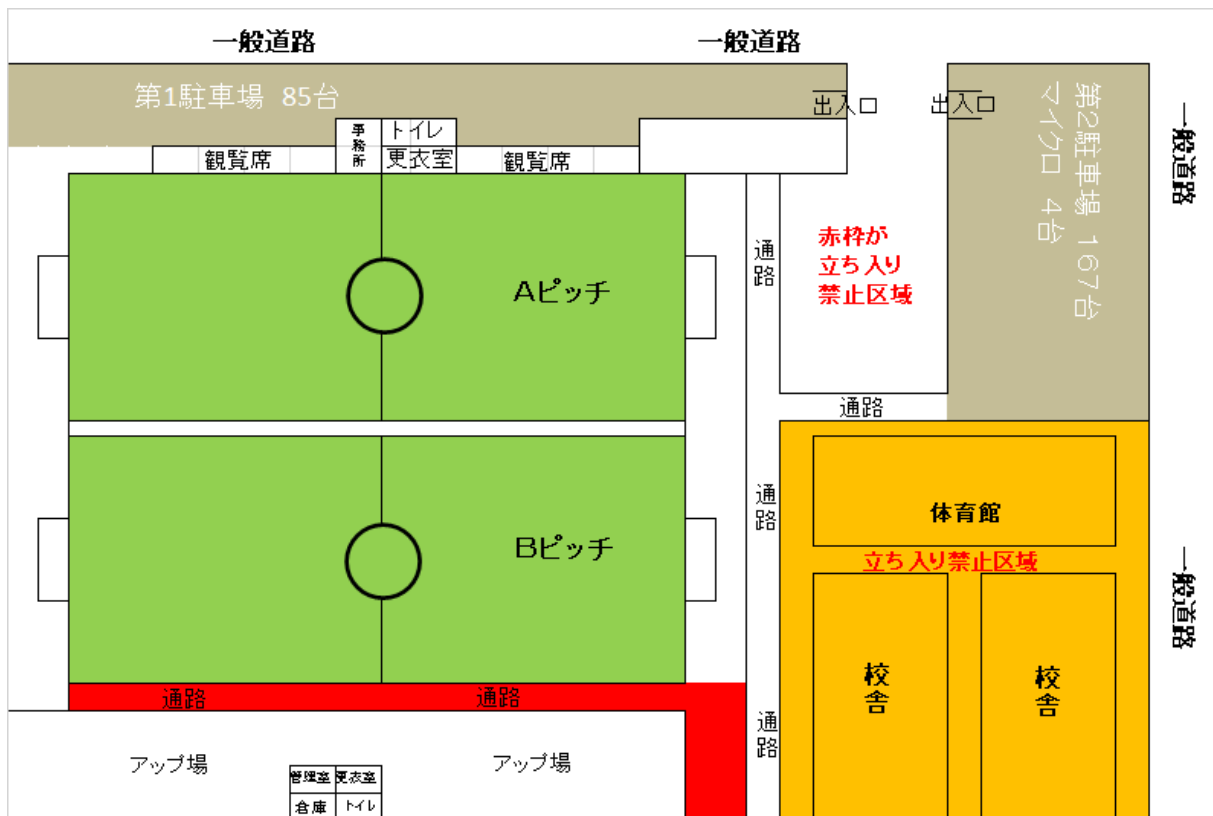 一般道路
一般道路
第1駐車場 85台
出入口
出入口
第2駐車場 167台
マイクロ 4台
一般道路
事務所
トイレ
更衣室
観覧席
観覧席
通路
赤枠が
立ち入り
禁止区域
Aピッチ
通路
通路
体育館
立ち入り禁止区域
Bピッチ
一般道路
校舎
校舎
通路
通路
通路
アップ場
アップ場
管理室
更衣室
倉庫
トイレ